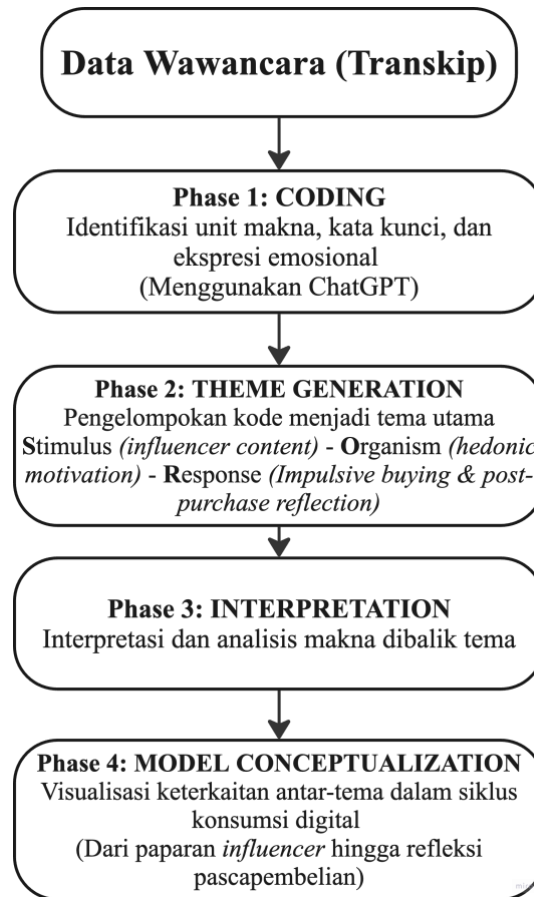 Data Wawancara (Transkip)
Phase 1: CODING
Identifikasi unit makna, kata kunci, dan
ekspresi emosional
(Menggunakan ChatGPT)
Phase 2: THEME GENERATION
Pengelompokan kode menjadi tema utama
Stimulus (influencer content) - Organism (hedonic
motivation) - Response (Impulsive buying & post-
purchase reflection)
Phase 3: INTERPRETATION
Interpretasi dan analisis makna dibalik tema
Phase 4: MODEL CONCEPTUALIZATION
Visualisasi keterkaitan antar-tema dalam siklus
konsumsi digital
(Dari paparan influencer hingga refleksi
pascapembelian)